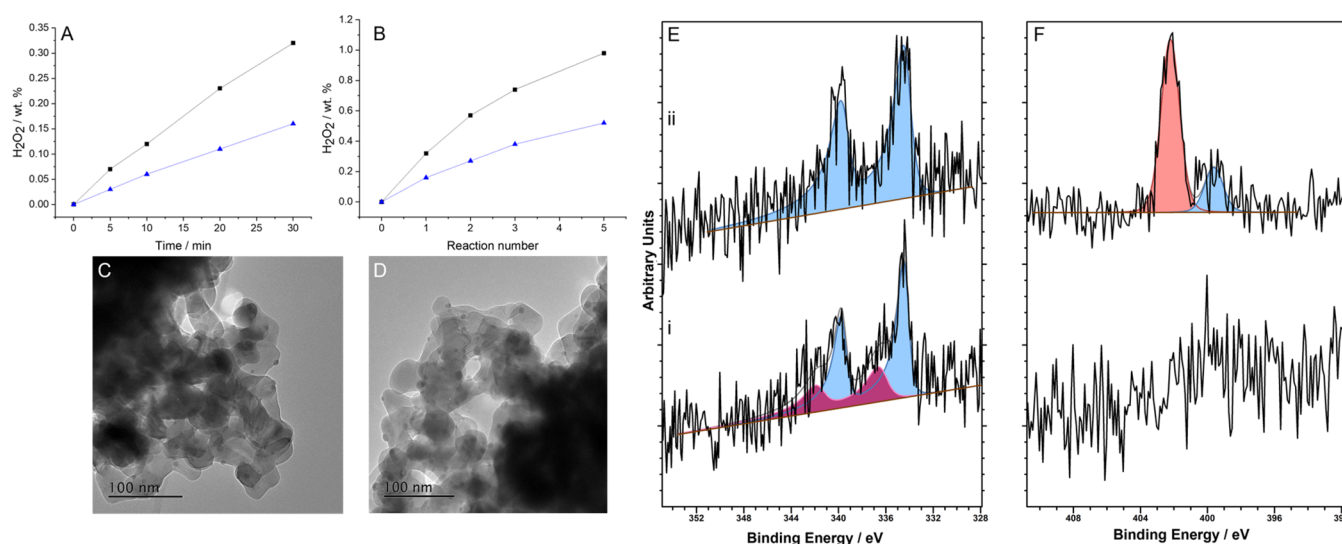 A
H₂O₂ / wt. %
0.35
0.30
0.25
0.20
0.15
0.10
0.05
0.00
0 5 10 15 20 25 30
Time / min
B
H₂O₂ / wt. %
1.2
1.0
0.8
0.6
0.4
0.2
0.0
0 1 2 3 4 5
Reaction number
C
100 nm
D
100 nm
E
ii
i
Arbitrary Units
352 348 344 340 336 332 328
Binding Energy / eV
F
408 404 400 396
Binding Energy / eV